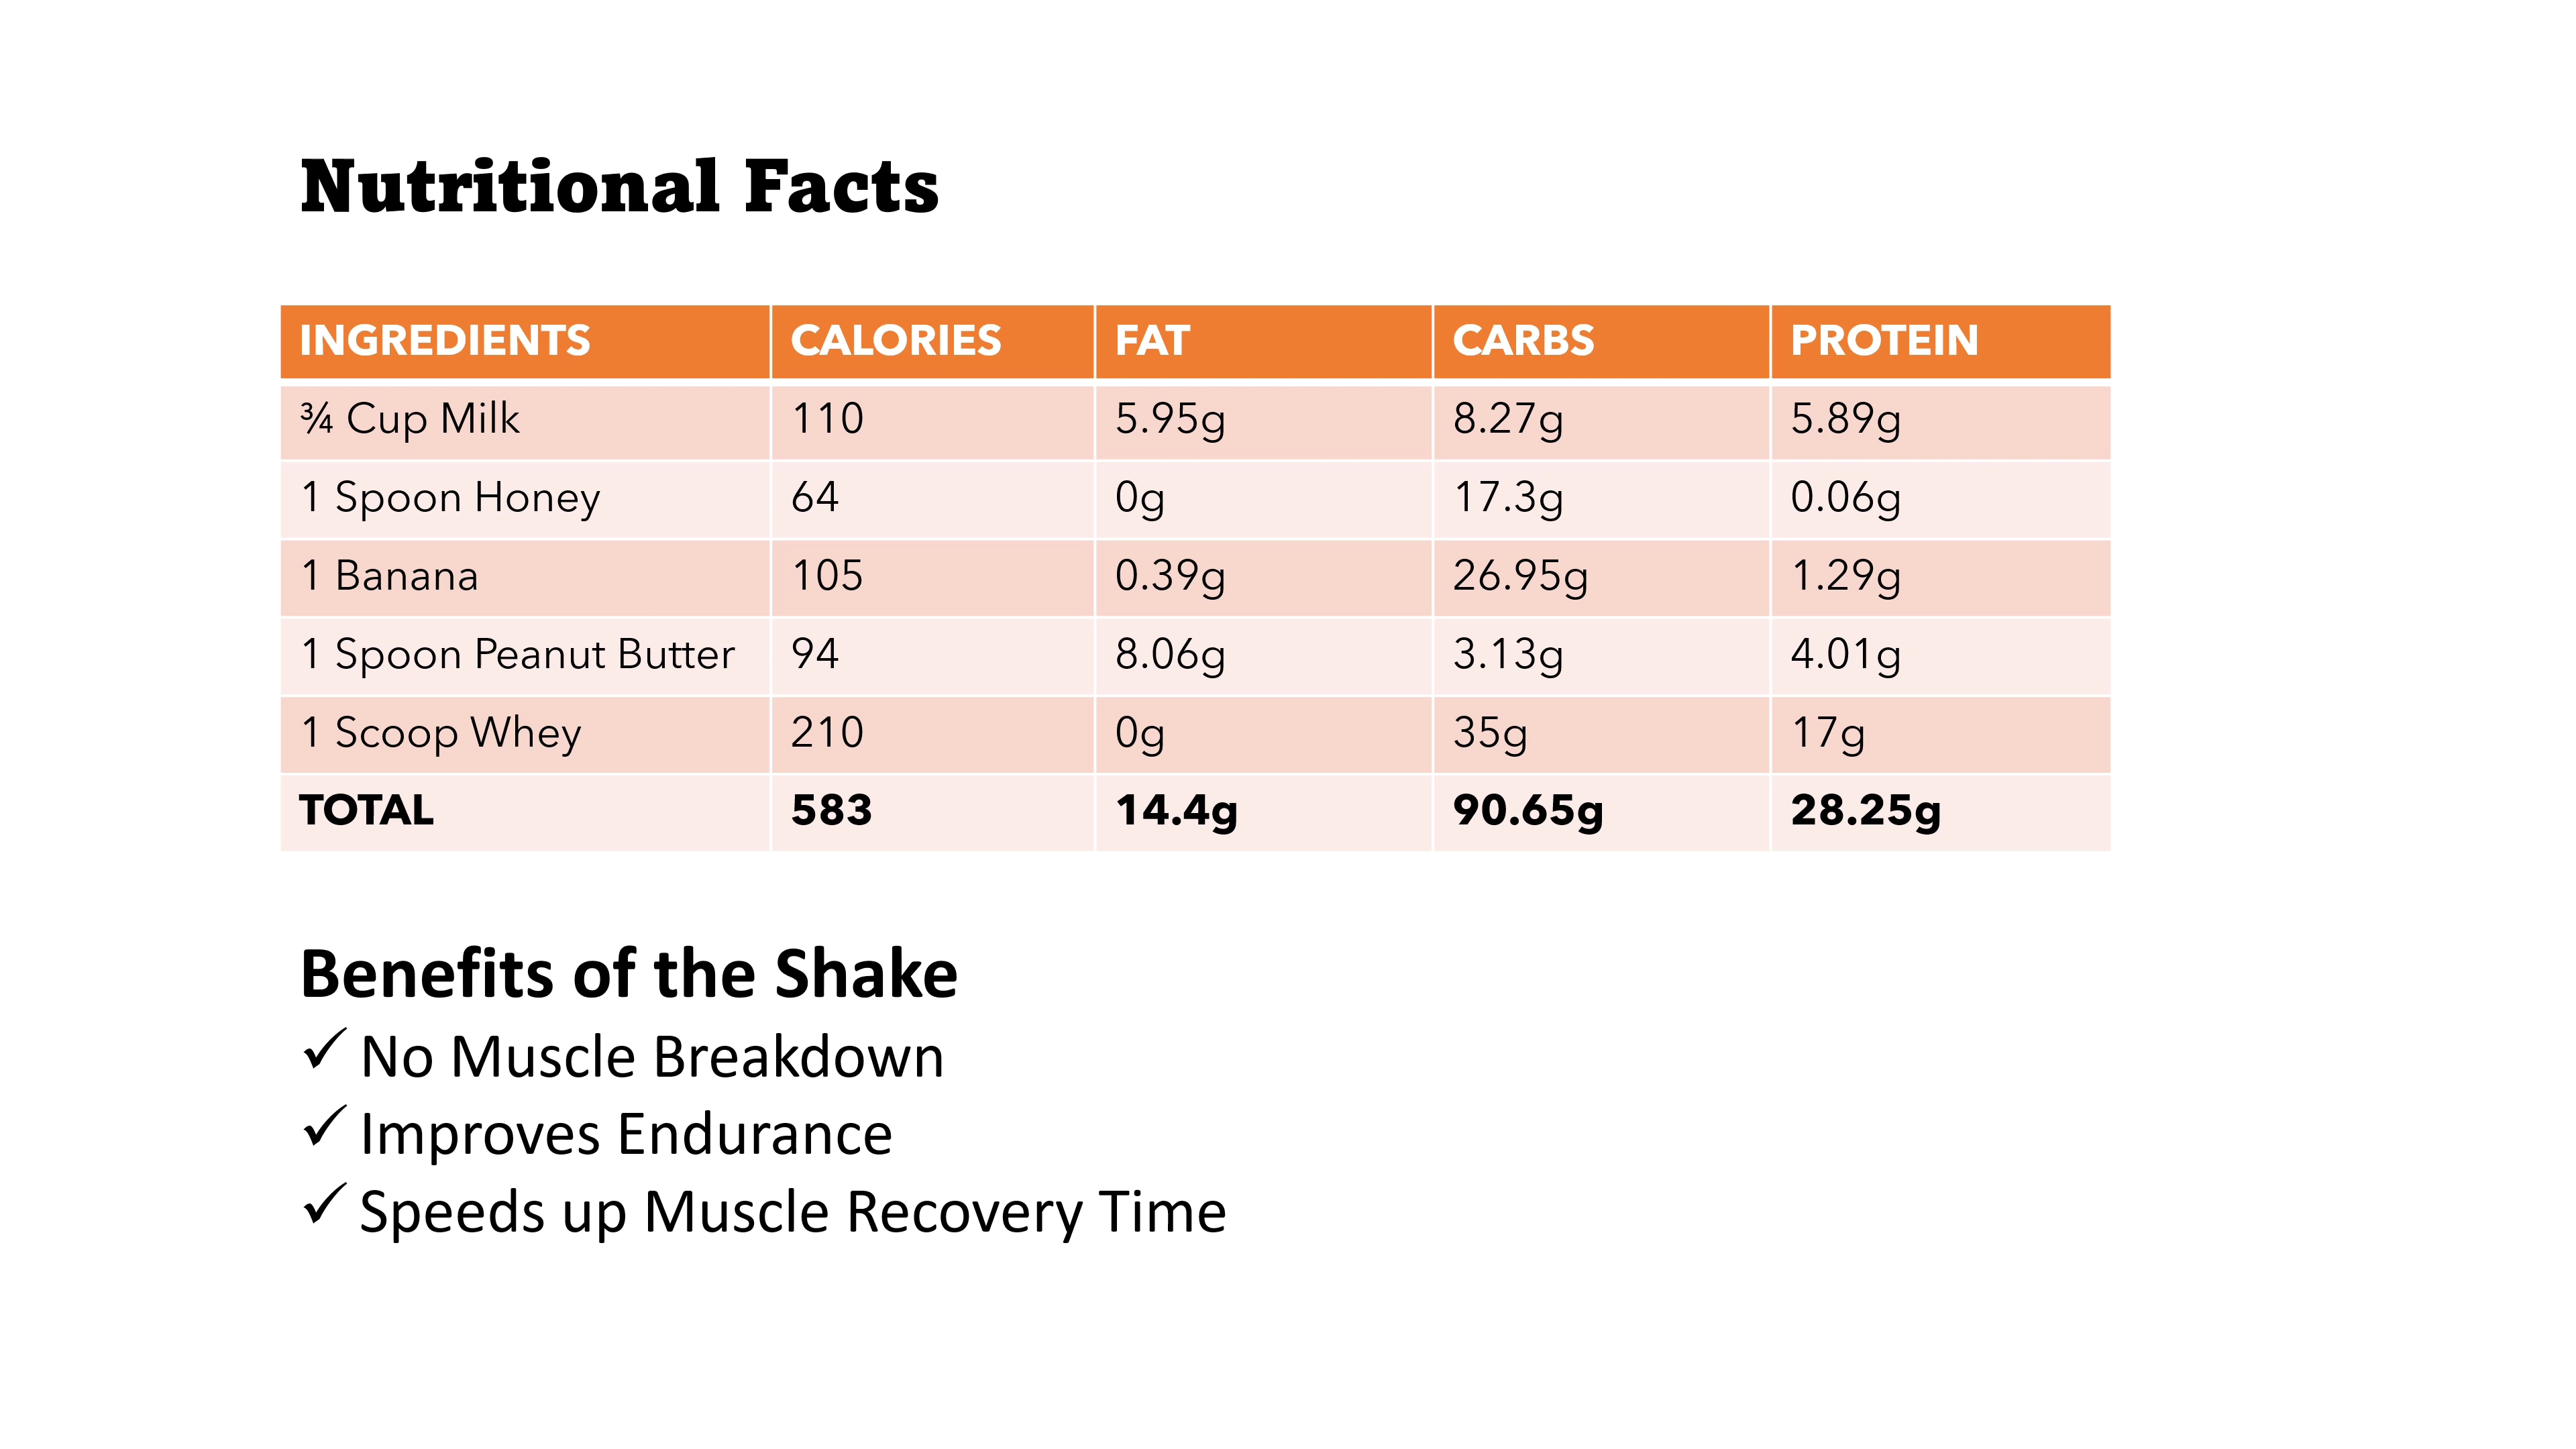 Nutritional Facts
INGREDIENTS CALORIES FAT CARBS PROTEIN
¾ Cup Milk 110 5.95g 8.27g 5.89g
1 Spoon Honey 64 0g 17.3g 0.06g
1 Banana 105 0.39g 26.95g 1.29g
1 Spoon Peanut Butter 94 8.06g 3.13g 4.01g
1 Scoop Whey 210 0g 35g 17g
TOTAL 583 14.4g 90.65g 28.25g
Benefits of the Shake
✓ No Muscle Breakdown
✓ Improves Endurance
✓ Speeds up Muscle Recovery Time